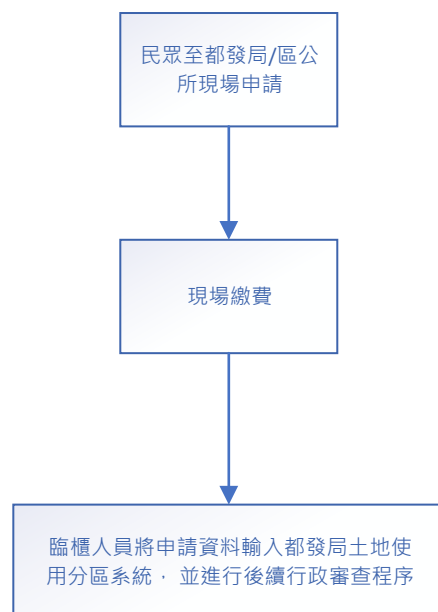 民眾至都發局/區公
所現場申請
現場繳費
臨櫃人員將申請資料輸入都發局土地使
用分區系統， 並進行後續行政審查程序